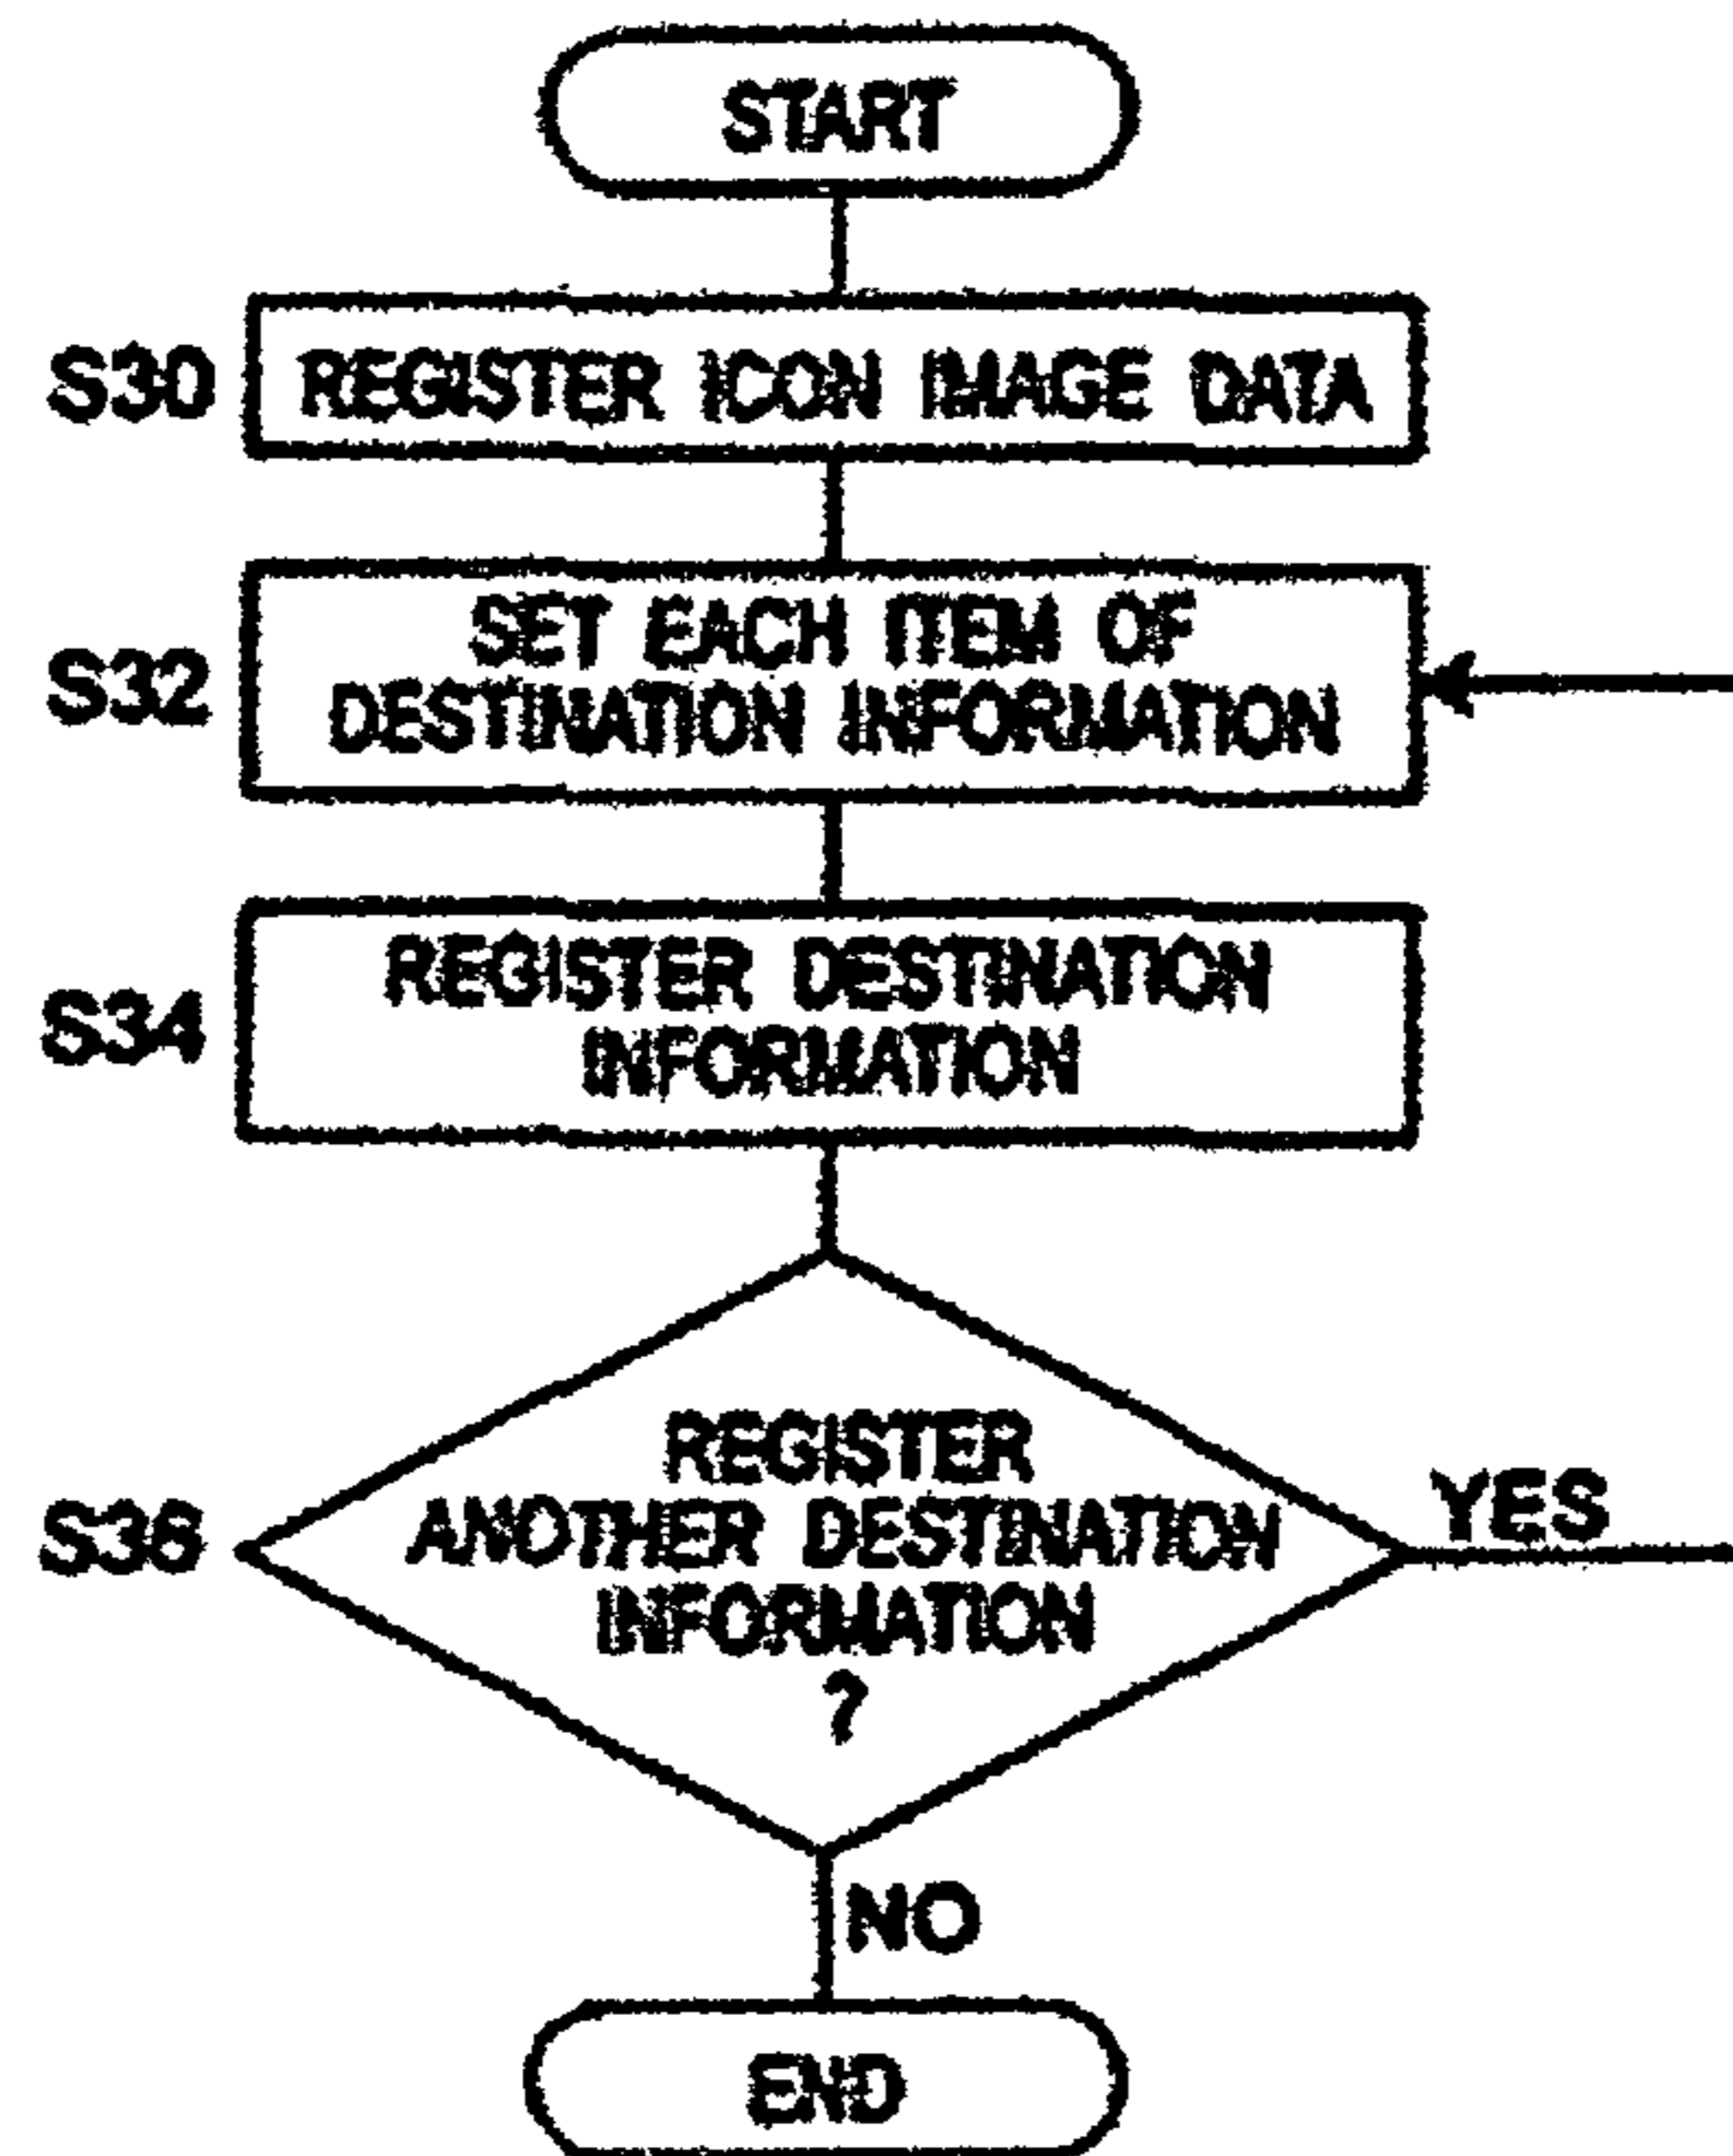 START
S30
REGISTER ICON IMAGE DATA
S32
SET EACH ITEM OF
DESTINATION INFORMATION
S34
REGISTER DESTINATION
INFORMATION
S36
REGISTER
ANOTHER DESTINATION
INFORMATION
?
YES
NO
END